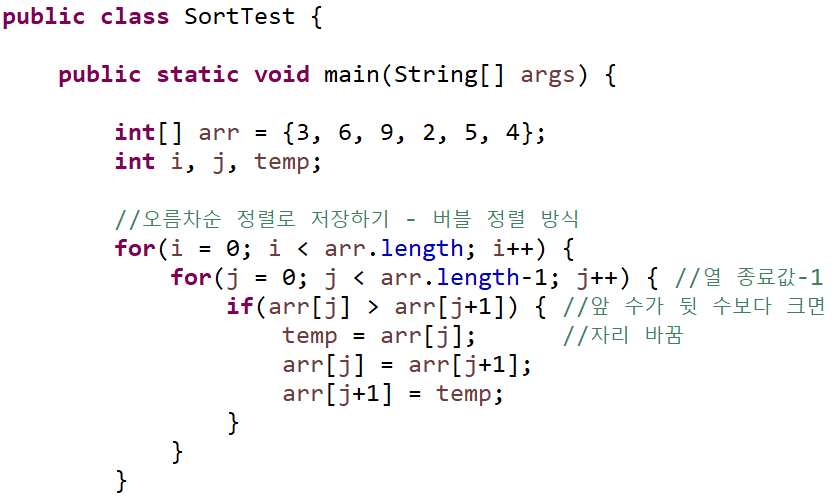 public class SortTest {
public static void main(String[] args) {
int[] arr = {3, 6, 9, 2, 5, 4};
int i, j, temp;
//오름차순 정렬로 저장하기 - 버블 정렬 방식
for(i = 0; i < arr.length; i++) {
for(j = 0; j < arr.length-1; j++) { //열 종료값-1
if(arr[j] > arr[j+1]) { //앞 수가 뒷 수보다 크면
temp = arr[j]; //자리 바꿈
arr[j] = arr[j+1];
arr[j+1] = temp;
}
}
}